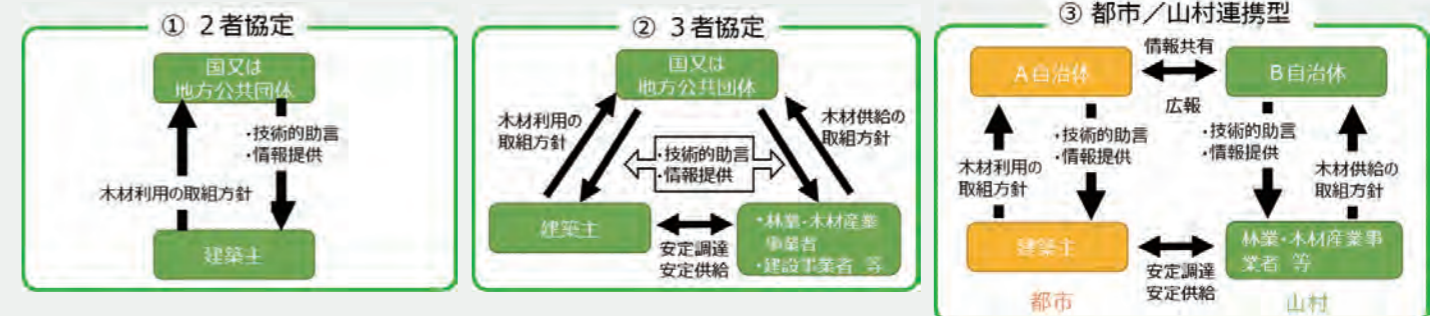 ① 2者協定
国又は
地方公共団体
・技術的助言
・情報提供
木材利用の取組方針
建築主
② 3者協定
国又は
地方公共団体
木材利用の
取組方針
木材供給の
取組方針
・技術的助言
・情報提供
建築主
安定調達
安定供給
・林業・木材産業
事業者
・建設事業者 等
③ 都市／山村連携型
情報共有
A自治体
B自治体
広報
・技術的助言
・情報提供
・技術的助言
・情報提供
木材利用の
取組方針
木材供給の
取組方針
建築主
林業・木材産業事
業者 等
安定調達
安定供給
都市
山村